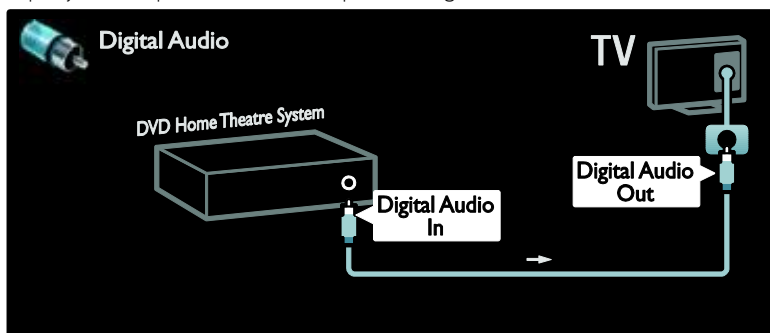 Digital Audio
TV
DVD Home Theatre System
Digital Audio
Out
Digital Audio
In